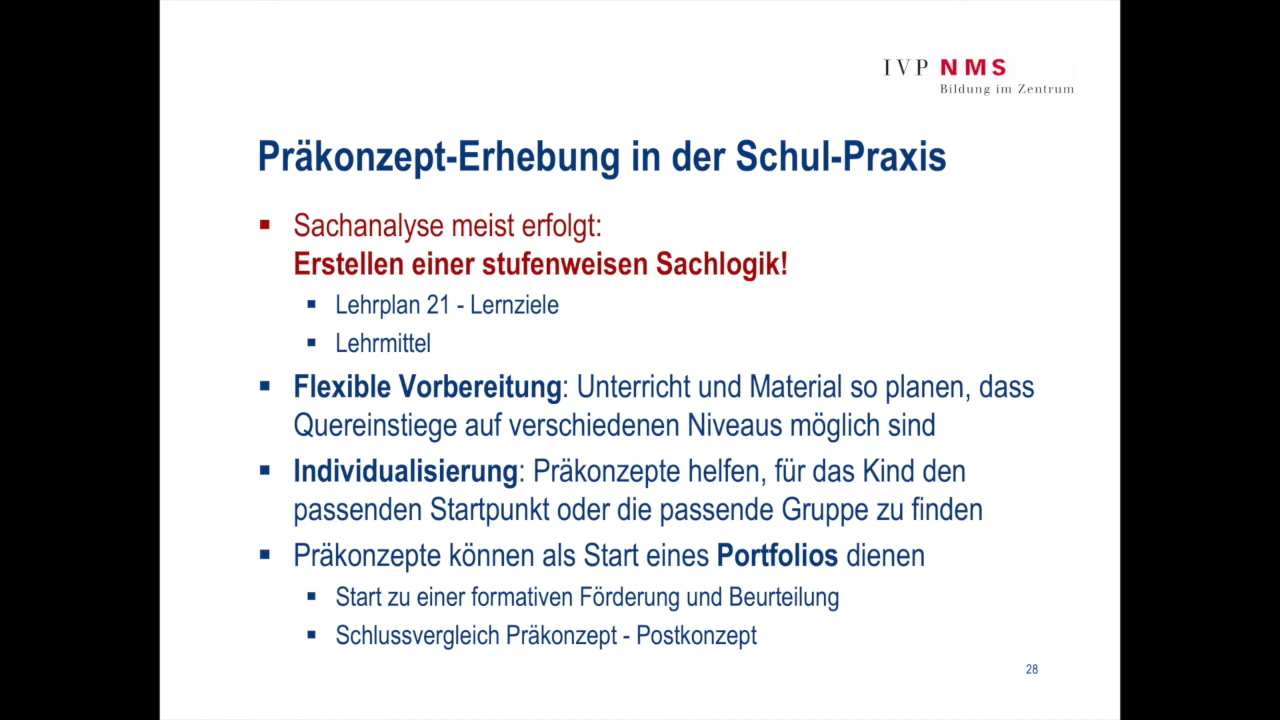 IVP NMS
Bildung im Zentrum
Präkonzept-Erhebung in der Schul-Praxis
▪ Sachanalyse meist erfolgt:
Erstellen einer stufenweisen Sachlogik!
▪ Lehrplan 21 - Lernziele
▪ Lehrmittel
▪ Flexible Vorbereitung: Unterricht und Material so planen, dass
Quereinstiege auf verschiedenen Niveaus möglich sind
▪ Individualisierung: Präkonzepte helfen, für das Kind den
passenden Startpunkt oder die passende Gruppe zu finden
▪ Präkonzepte können als Start eines Portfolios dienen
▪ Start zu einer formativen Förderung und Beurteilung
▪ Schlussvergleich Präkonzept - Postkonzept
28